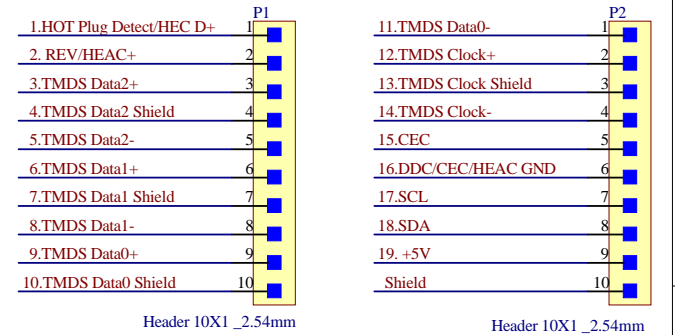 P1
1.HOT Plug Detect/HEC D+ 1
2. REV/HEAC+ 2
3.TMDS Data2+ 3
4.TMDS Data2 Shield 4
5.TMDS Data2- 5
6.TMDS Data1+ 6
7.TMDS Data1 Shield 7
8.TMDS Data1- 8
9.TMDS Data0+ 9
10.TMDS Data0 Shield 10
Header 10X1 _2.54mm
P2
11.TMDS Data0- 1
12.TMDS Clock+ 2
13.TMDS Clock Shield 3
14.TMDS Clock- 4
15.CEC 5
16.DDC/CEC/HEAC GND 6
17.SCL 7
18.SDA 8
19. +5V 9
Shield 10
Header 10X1 _2.54mm